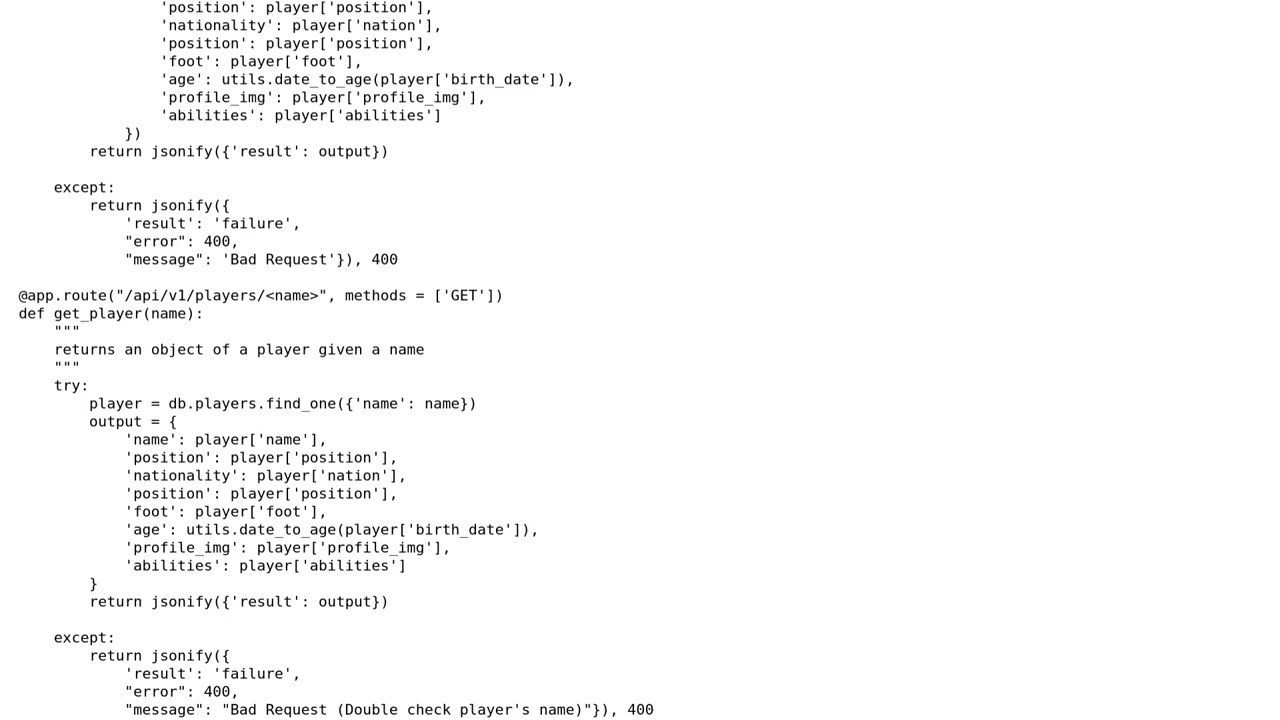 'position': player['position'],
                'nationality': player['nation'],
                'position': player['position'],
                'foot': player['foot'],
                'age': utils.date_to_age(player['birth_date']),
                'profile_img': player['profile_img'],
                'abilities': player['abilities']
            })
        return jsonify({'result': output})

    except:
        return jsonify({
            'result': 'failure',
            "error": 400,
            "message": 'Bad Request'}), 400

@app.route("/api/v1/players/<name>", methods = ['GET'])
def get_player(name):
    """
    returns an object of a player given a name
    """
    try:
        player = db.players.find_one({'name': name})
        output = {
            'name': player['name'],
            'position': player['position'],
            'nationality': player['nation'],
            'position': player['position'],
            'foot': player['foot'],
            'age': utils.date_to_age(player['birth_date']),
            'profile_img': player['profile_img'],
            'abilities': player['abilities']
        }
        return jsonify({'result': output})

    except:
        return jsonify({
            'result': 'failure',
            "error": 400,
            "message": "Bad Request (Double check player's name)"}), 400